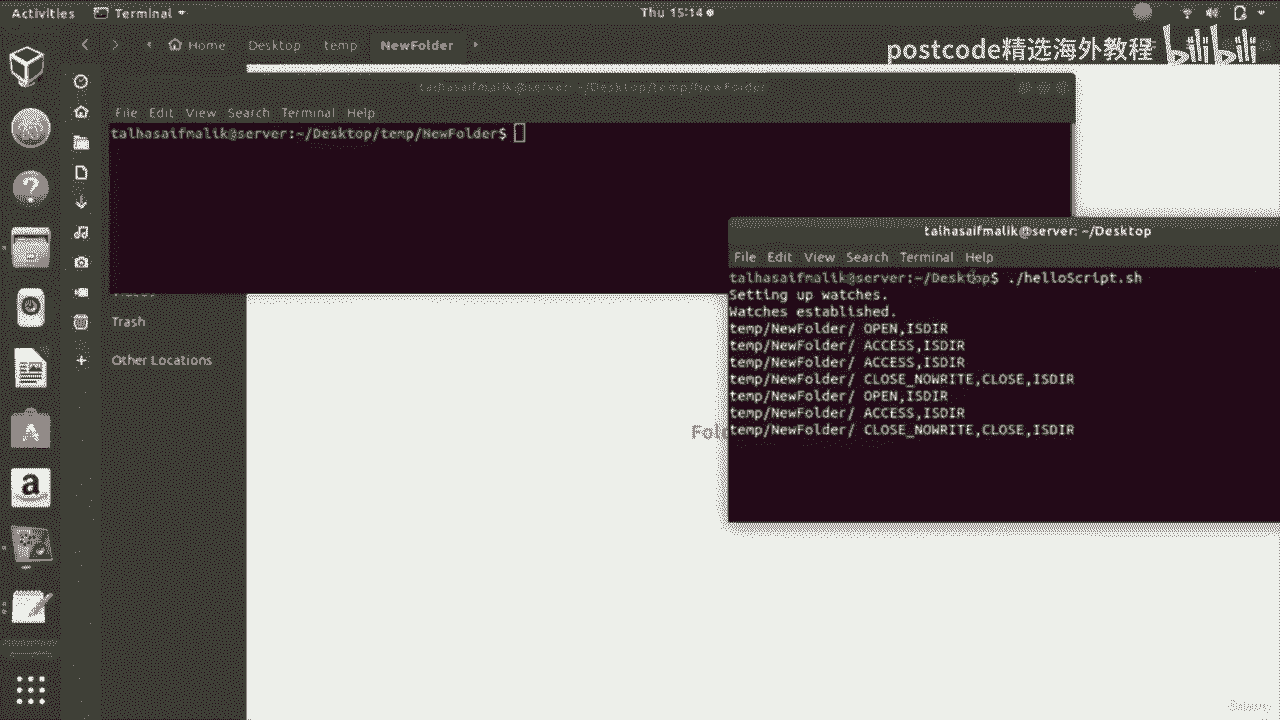 Activities Terminal Thu 15:14
Home Desktop temp NewFolder
postcode精选海外教程 bilibili
talhasaifmalik@server: ~/Desktop/temp/NewFolder
File Edit View Search Terminal Help
talhasaifmalik@server:~/Desktop/temp/NewFolder$
talhasaifmalik@server: ~/Desktop
File Edit View Search Terminal Help
talhasaifmalik@server:~/Desktop$ ./helloScript.sh
Setting up watches.
Watches established.
temp/NewFolder/ OPEN,ISDIR
temp/NewFolder/ ACCESS,ISDIR
temp/NewFolder/ ACCESS,ISDIR
temp/NewFolder/ CLOSE_NOWRITE,CLOSE,ISDIR
temp/NewFolder/ OPEN,ISDIR
temp/NewFolder/ ACCESS,ISDIR
temp/NewFolder/ CLOSE_NOWRITE,CLOSE,ISDIR
Trash
Other Locations
Udemy